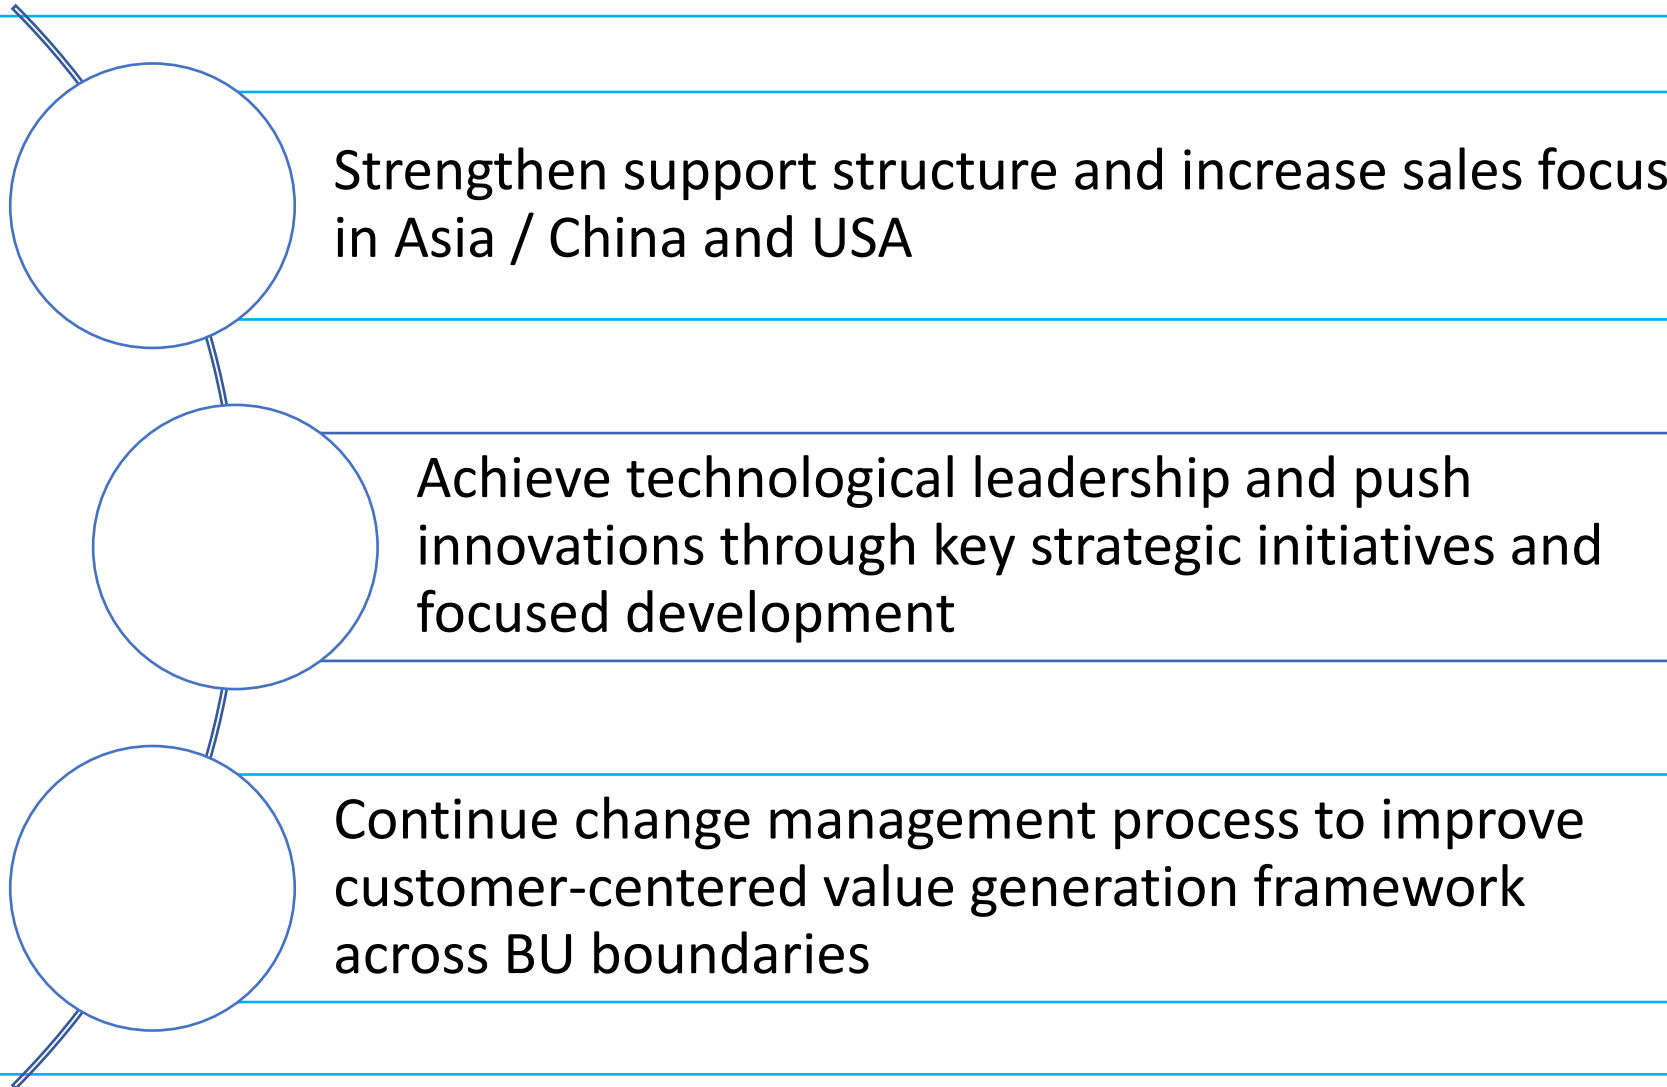 Strengthen support structure and increase sales focus
in Asia / China and USA
Achieve technological leadership and push
innovations through key strategic initiatives and
focused development
Continue change management process to improve
customer-centered value generation framework
across BU boundaries